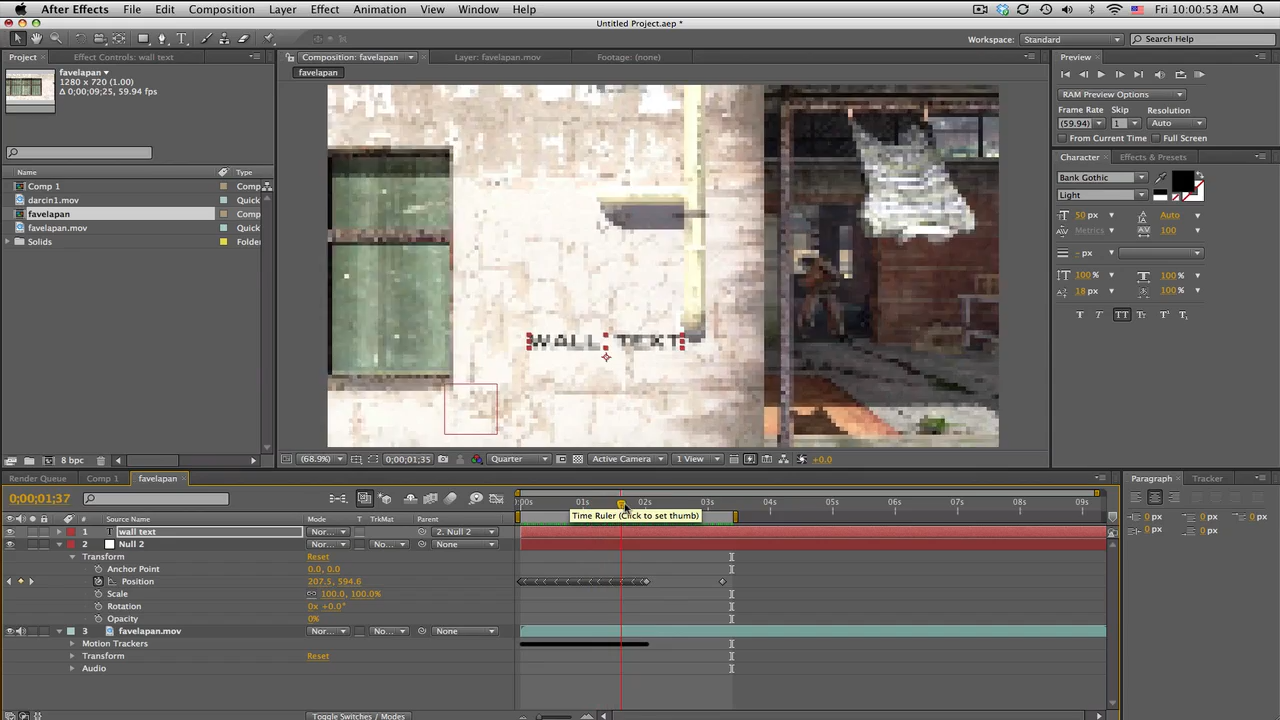 After Effects File Edit Composition Layer Effect Animation View Window Help Fri 10:00:53 AM
Untitled Project.aep *
Workspace: Standard Search Help
Project Effect Controls: wall text Composition: favelapan Layer: favelapan.mov Footage: (none) Preview
favelapan
favelapan
1280 x 720 (1.00)
Δ 0;00;09;25, 59.94 fps
RAM Preview Options
Frame Rate Skip Resolution
(59.94) 1 Auto
From Current Time Full Screen
Character Effects & Presets
Bank Gothic
Light
50 px Auto
Metrics 100
- px
100 % 100 %
18 px 100 %
T T TT Tr T¹ T₁
Name Type
Comp 1 Comp
darcin1.mov Quick
favelapan Comp
favelapan.mov Quick
Solids Folder
WALL TEXT
8 bpc (68.9%) 0;00;01;35 Quarter Active Camera 1 View +0.0
Render Queue Comp 1 favelapan Paragraph Tracker
0;00;01;37
:00s 01s 02s 03s 04s 05s 06s 07s 08s 09s
Time Ruler (Click to set thumb)
# Source Name Mode T TrkMat Parent
1 T wall text Nor... 2. Null 2
2 Null 2 Nor... No... None
Transform Reset
Anchor Point 0.0, 0.0
Position 207.5, 594.6
Scale 100.0, 100.0%
Rotation 0x +0.0°
Opacity 0%
3 favelapan.mov Nor... No... None
Motion Trackers
Transform Reset
Audio
Toggle Switches / Modes
0 px 0 px 0 px
0 px 0 px